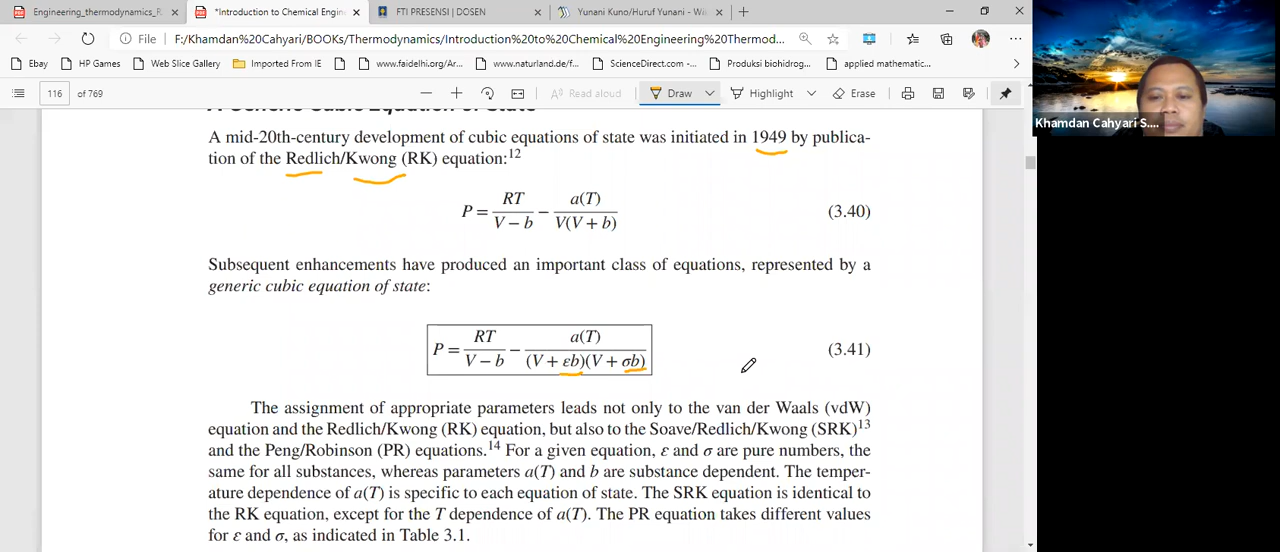 Engineering_thermodynamics_R
*Introduction to Chemical Engin
FTI PRESENSI | DOSEN
Yunani Kuno/Huruf Yunani - Wi
File
F:/Khamdan%20Cahyari/BOOKs/Thermodynamics/Introduction%20to%20Chemical%20Engineering%20Thermod...
Ebay
HP Games
Web Slice Gallery
Imported From IE
www.faidelhi.org/Ar...
www.naturland.de/f...
ScienceDirect.com -...
Produksi biohidrog...
applied mathematic...
116 of 769
Read aloud
Draw
Highlight
Erase
Khamdan Cahyari S....
A mid-20th-century development of cubic equations of state was initiated in 1949 by publica-
tion of the Redlich/Kwong (RK) equation:¹²
P = RT/(V − b) − a(T)/(V(V + b)) (3.40)
Subsequent enhancements have produced an important class of equations, represented by a
generic cubic equation of state:
P = RT/(V − b) − a(T)/((V + εb)(V + σb)) (3.41)
The assignment of appropriate parameters leads not only to the van der Waals (vdW)
equation and the Redlich/Kwong (RK) equation, but also to the Soave/Redlich/Kwong (SRK)¹³
and the Peng/Robinson (PR) equations.¹⁴ For a given equation, ε and σ are pure numbers, the
same for all substances, whereas parameters a(T) and b are substance dependent. The temper-
ature dependence of a(T) is specific to each equation of state. The SRK equation is identical to
the RK equation, except for the T dependence of a(T). The PR equation takes different values
for ε and σ, as indicated in Table 3.1.